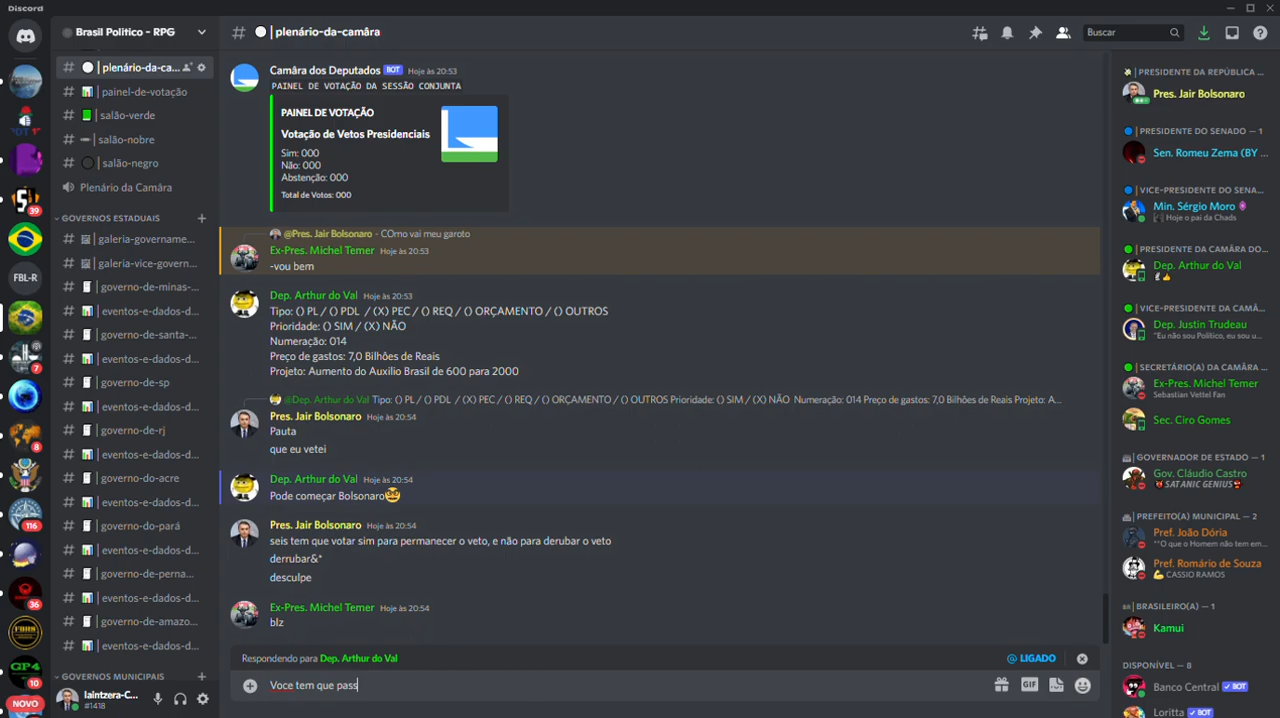 Discord
Brasil Politico - RPG
# | plenário-da-camâra
Buscar
# | plenário-da-ca...
# | painel-de-votação
# | salão-verde
# | salão-nobre
# | salão-negro
Plenário da Camâra
GOVERNOS ESTADUAIS
# | galeria-govername...
# | galeria-vice-govern...
# | governo-de-minas-...
# | eventos-e-dados-d...
# | governo-de-santa-...
# | eventos-e-dados-d...
# | governo-de-sp
# | eventos-e-dados-d...
# | governo-de-rj
# | eventos-e-dados-d...
# | governo-do-acre
# | eventos-e-dados-d...
# | governo-do-pará
# | eventos-e-dados-d...
# | governo-de-perna...
# | eventos-e-dados-d...
# | governo-de-amazo...
# | eventos-e-dados-d...
GOVERNOS MUNICIPAIS
Iaintzera-C...
#1418
39
FBL-R
7
8
116
36
GP4
10
NOVO
Camâra dos Deputados BOT Hoje às 20:53
PAINEL DE VOTAÇÃO DA SESSÃO CONJUNTA
PAINEL DE VOTAÇÃO
Votação de Vetos Presidenciais
Sim: 000
Não: 000
Abstenção: 000
Total de Votos: 000
@Pres. Jair Bolsonaro - COmo vai meu garoto
Ex-Pres. Michel Temer Hoje às 20:53
-vou bem
Dep. Arthur do Val Hoje às 20:53
Tipo: () PL / () PDL / (X) PEC / () REQ / () ORÇAMENTO / () OUTROS
Prioridade: () SIM / (X) NÃO
Numeração: 014
Preço de gastos: 7,0 Bilhões de Reais
Projeto: Aumento do Auxilio Brasil de 600 para 2000
@Dep. Arthur do Val Tipo: () PL / () PDL / (X) PEC / () REQ / () ORÇAMENTO / () OUTROS Prioridade: () SIM / (X) NÃO Numeração: 014 Preço de gastos: 7,0 Bilhões de Reais Projeto: A...
Pres. Jair Bolsonaro Hoje às 20:54
Pauta
que eu vetei
Dep. Arthur do Val Hoje às 20:54
Pode começar Bolsonaro🤓
Pres. Jair Bolsonaro Hoje às 20:54
seis tem que votar sim para permanecer o veto, e não para derubar o veto
derrubar&*
desculpe
Ex-Pres. Michel Temer Hoje às 20:54
blz
Respondendo para Dep. Arthur do Val
@ LIGADO
Voce tem que pass
GIF
| PRESIDENTE DA REPÚBLICA ...
Pres. Jair Bolsonaro
| PRESIDENTE DO SENADO — 1
Sen. Romeu Zema (BY ...
| VICE-PRESIDENTE DO SENA...
Min. Sérgio Moro
Hoje o pai da Chads
| PRESIDENTE DA CAMÂRA DO...
Dep. Arthur do Val
| VICE-PRESIDENTE DA CAMÂ...
Dep. Justin Trudeau
"Eu não sou Político, eu sou u...
| SECRETÁRIO(A) DA CAMÂRA ...
Ex-Pres. Michel Temer
Sebastian Vettel Fan
Sec. Ciro Gomes
| GOVERNADOR DE ESTADO — 1
Gov. Cláudio Castro
SATANIC GENIUS
| PREFEITO(A) MUNICIPAL — 2
Pref. João Dória
"O que o Homem não tem em...
Pref. Romário de Souza
CASSIO RAMOS
| BRASILEIRO(A) — 1
Kamui
DISPONÍVEL — 8
Banco Central BOT
Loritta BOT